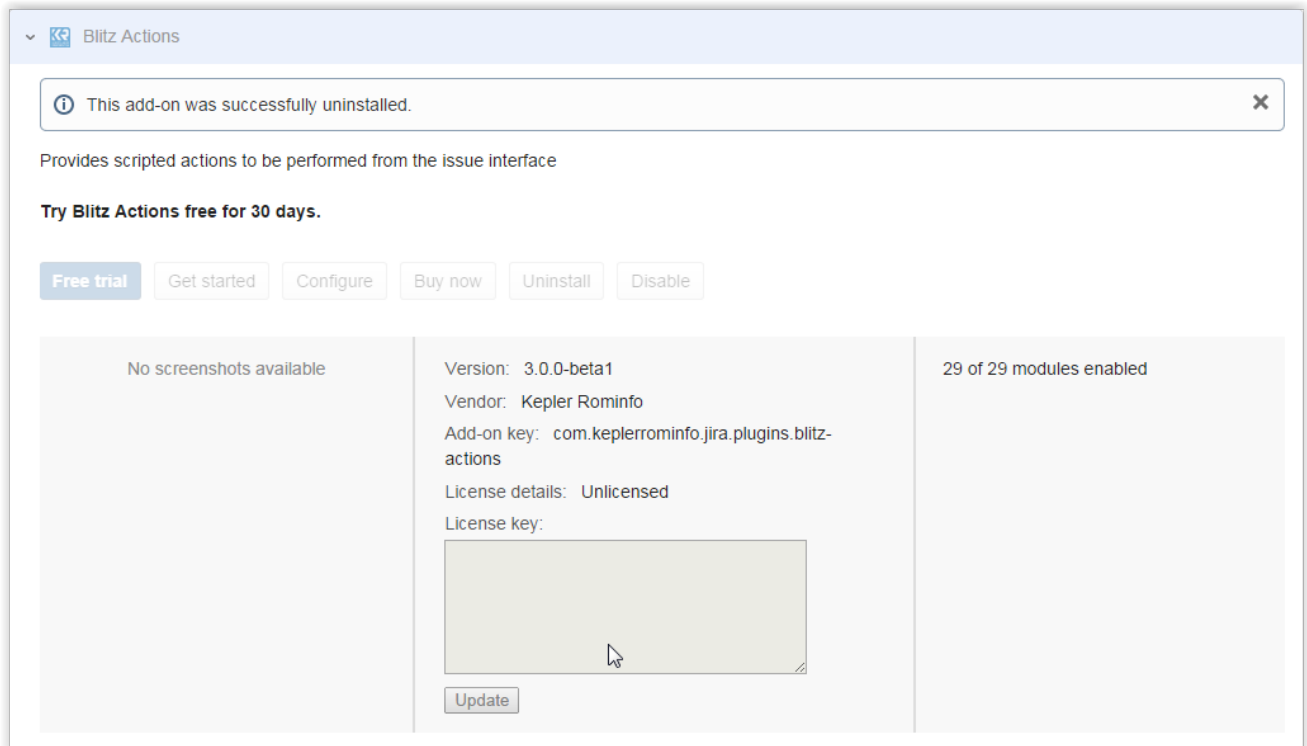 Blitz Actions
This add-on was successfully uninstalled.
Provides scripted actions to be performed from the issue interface
Try Blitz Actions free for 30 days.
Free trial Get started Configure Buy now Uninstall Disable
No screenshots available
Version: 3.0.0-beta1
Vendor: Kepler Rominfo
Add-on key: com.keplerrominfo.jira.plugins.blitz-
actions
License details: Unlicensed
License key:
Update
29 of 29 modules enabled